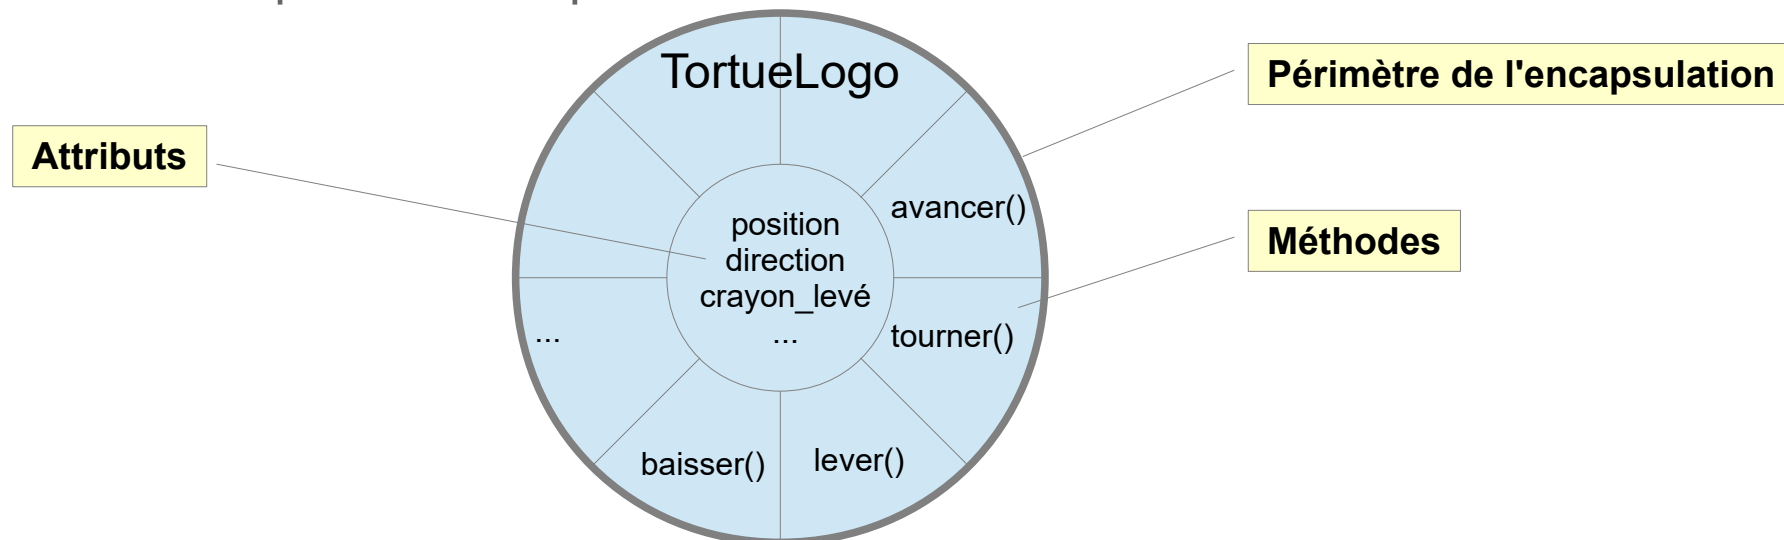 TortueLogo
Périmètre de l'encapsulation
Attributs
avancer()
position
direction
crayon_levé
...
Méthodes
...
tourner()
baisser()
lever()